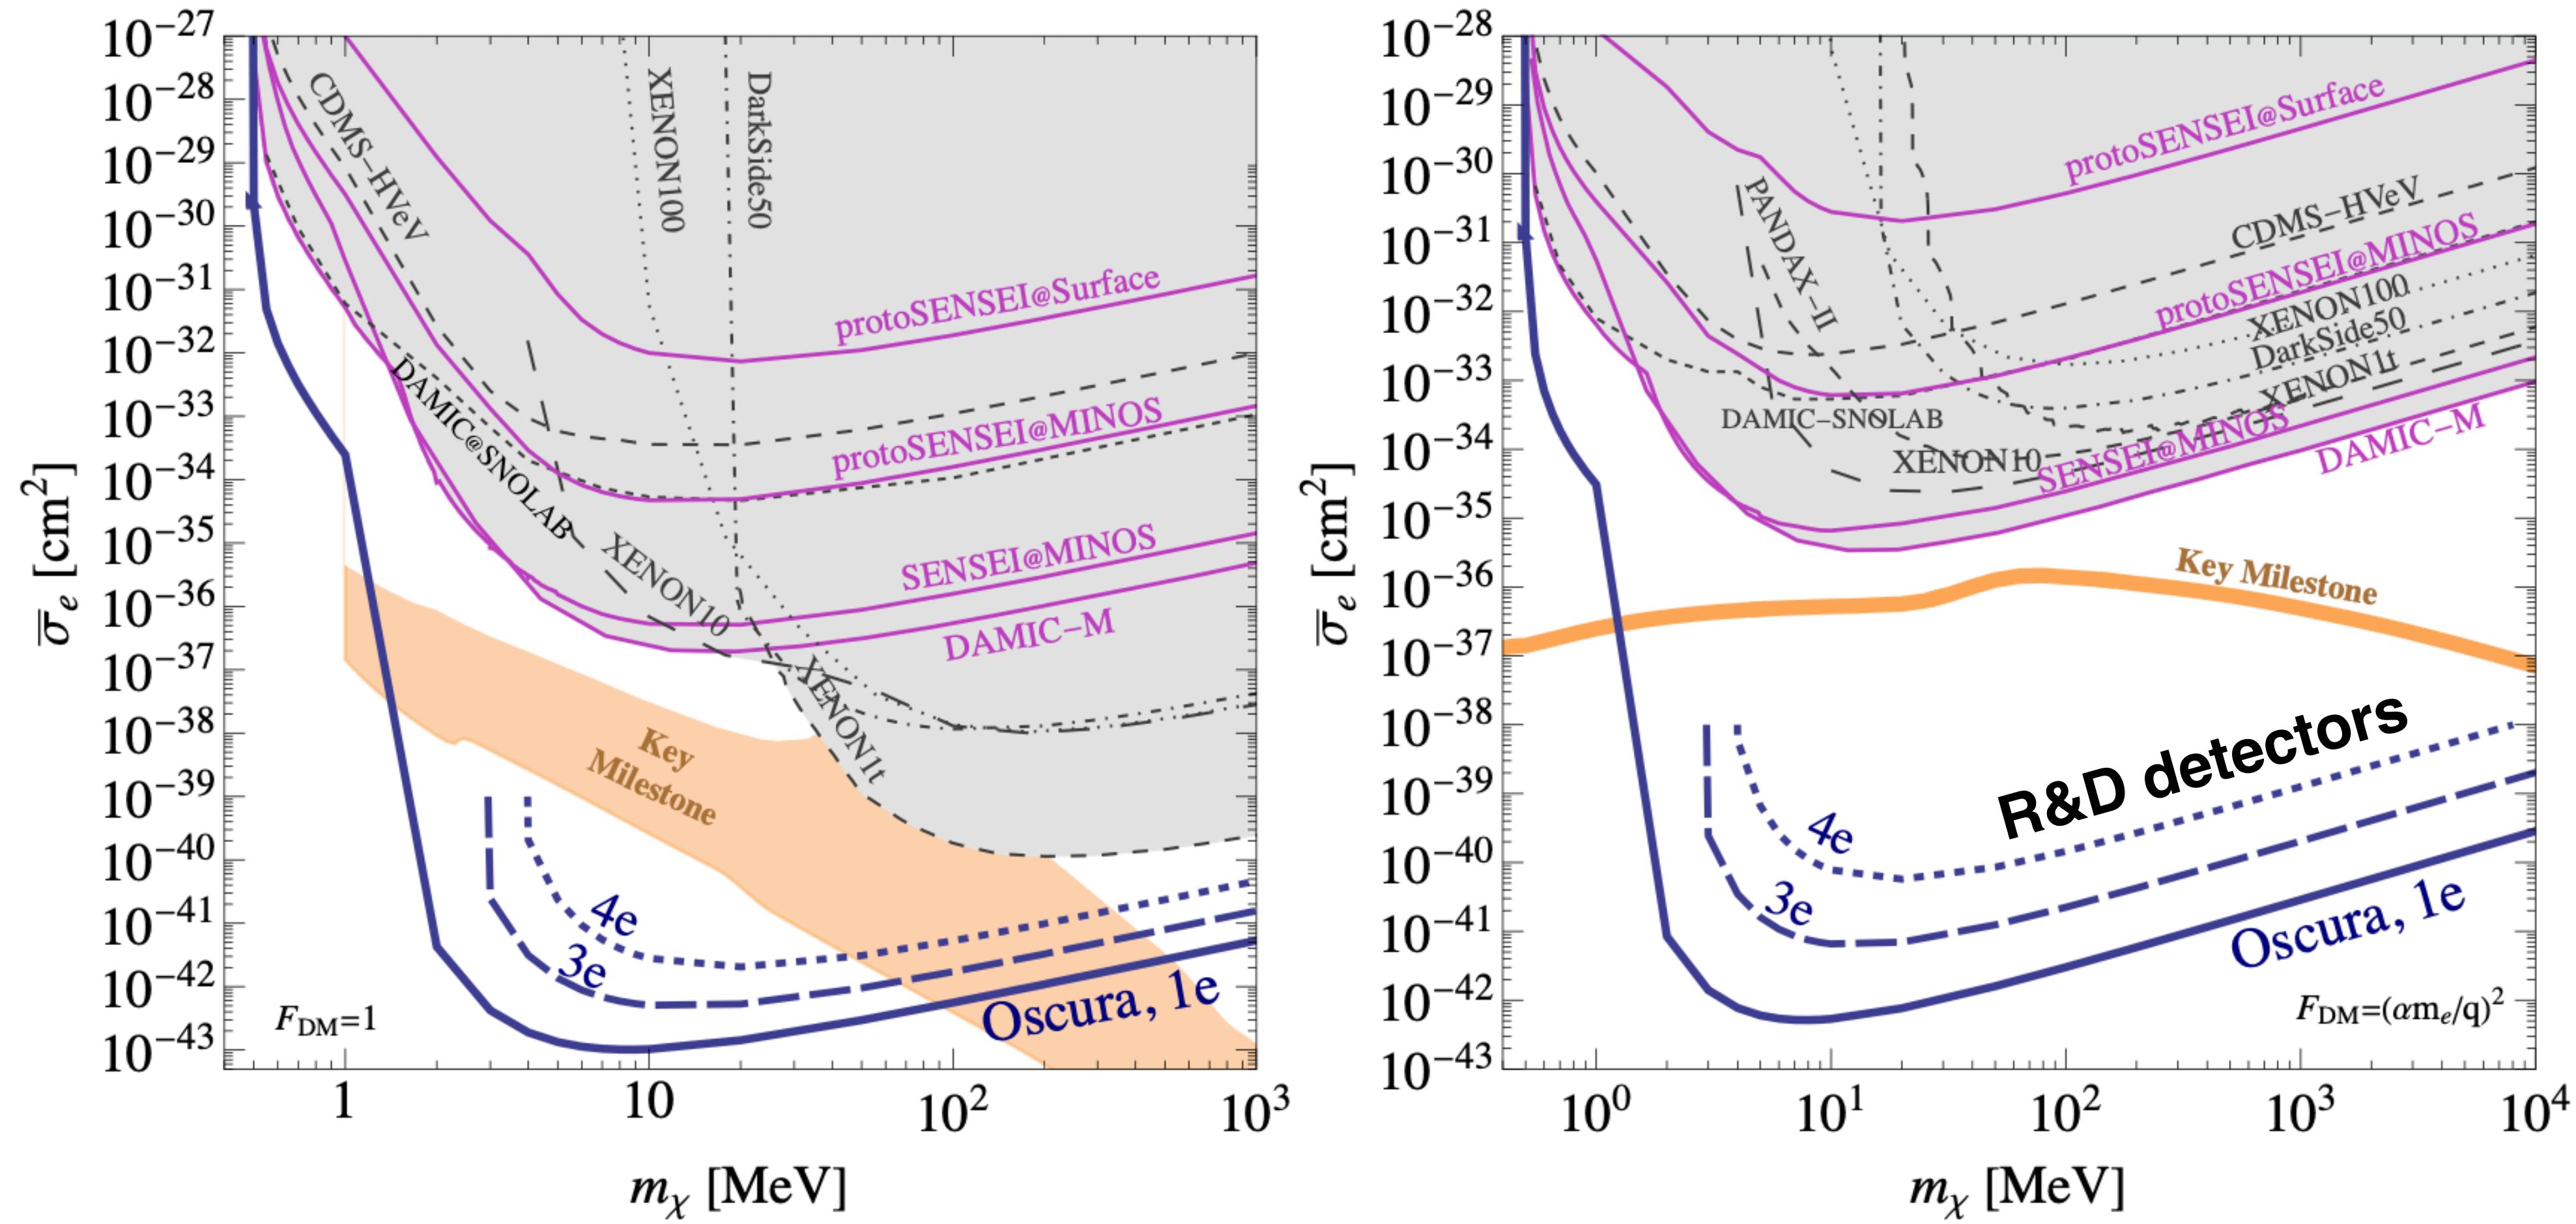 10−27
10−28
10−29
10−30
10−31
10−32
10−33
10−34
10−35
10−36
10−37
10−38
10−39
10−40
10−41
10−42
10−43
σ̅e [cm2]
CDMS−HVeV
XENON100
DarkSide50
protoSENSEI@Surface
protoSENSEI@MINOS
DAMIC@SNOLAB
SENSEI@MINOS
XENON10
DAMIC−M
XENON1t
Key
Milestone
4e
3e
Oscura, 1e
FDM=1
1
10
102
103
mχ [MeV]
10−28
10−29
10−30
10−31
10−32
10−33
10−34
10−35
10−36
10−37
10−38
10−39
10−40
10−41
10−42
10−43
σ̅e [cm2]
protoSENSEI@Surface
PANDAX−II
CDMS−HVeV
protoSENSEI@MINOS
XENON100
DarkSide50
XENON1t
DAMIC−SNOLAB
XENON10
SENSEI@MINOS
DAMIC−M
Key Milestone
R&D detectors
4e
3e
Oscura, 1e
FDM=(αme/q)2
100
101
102
103
104
mχ [MeV]